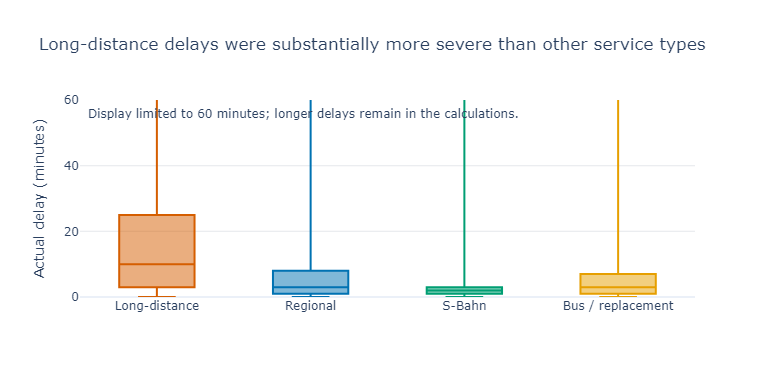 Long-distance delays were substantially more severe than other service types
60
Display limited to 60 minutes; longer delays remain in the calculations.
Actual delay (minutes)
40
20
0
Long-distance
Regional
S-Bahn
Bus / replacement